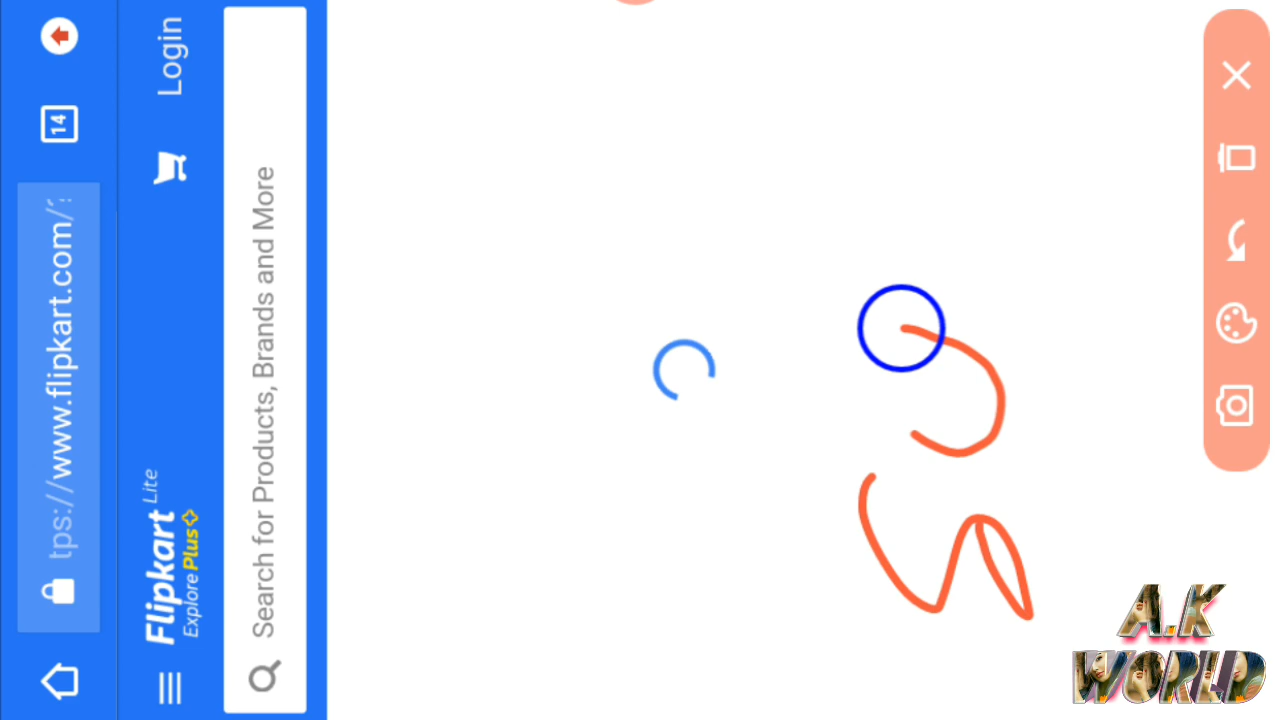 tps://www.flipkart.com/?
14
Flipkart Lite
Explore Plus
Login
Search for Products, Brands and More
A.K
WORLD